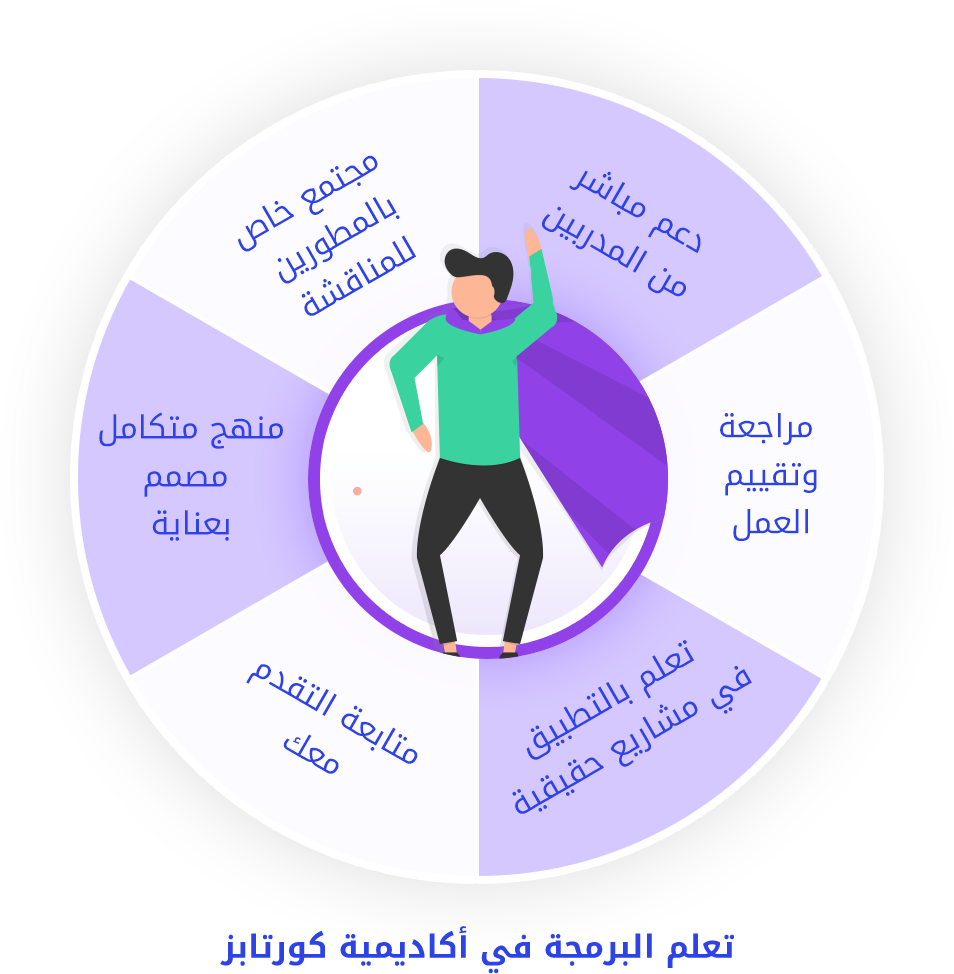 دعم مباشر
من المدربين
مراجعة
وتقييم
العمل
تعلم بالتطبيق
في مشاريع حقيقية
متابعة التقدم
معك
منهج متكامل
مصمم
بعناية
مجتمع خاص
بالمطورين
للمناقشة
تعلم البرمجة في أكاديمية كورتابز